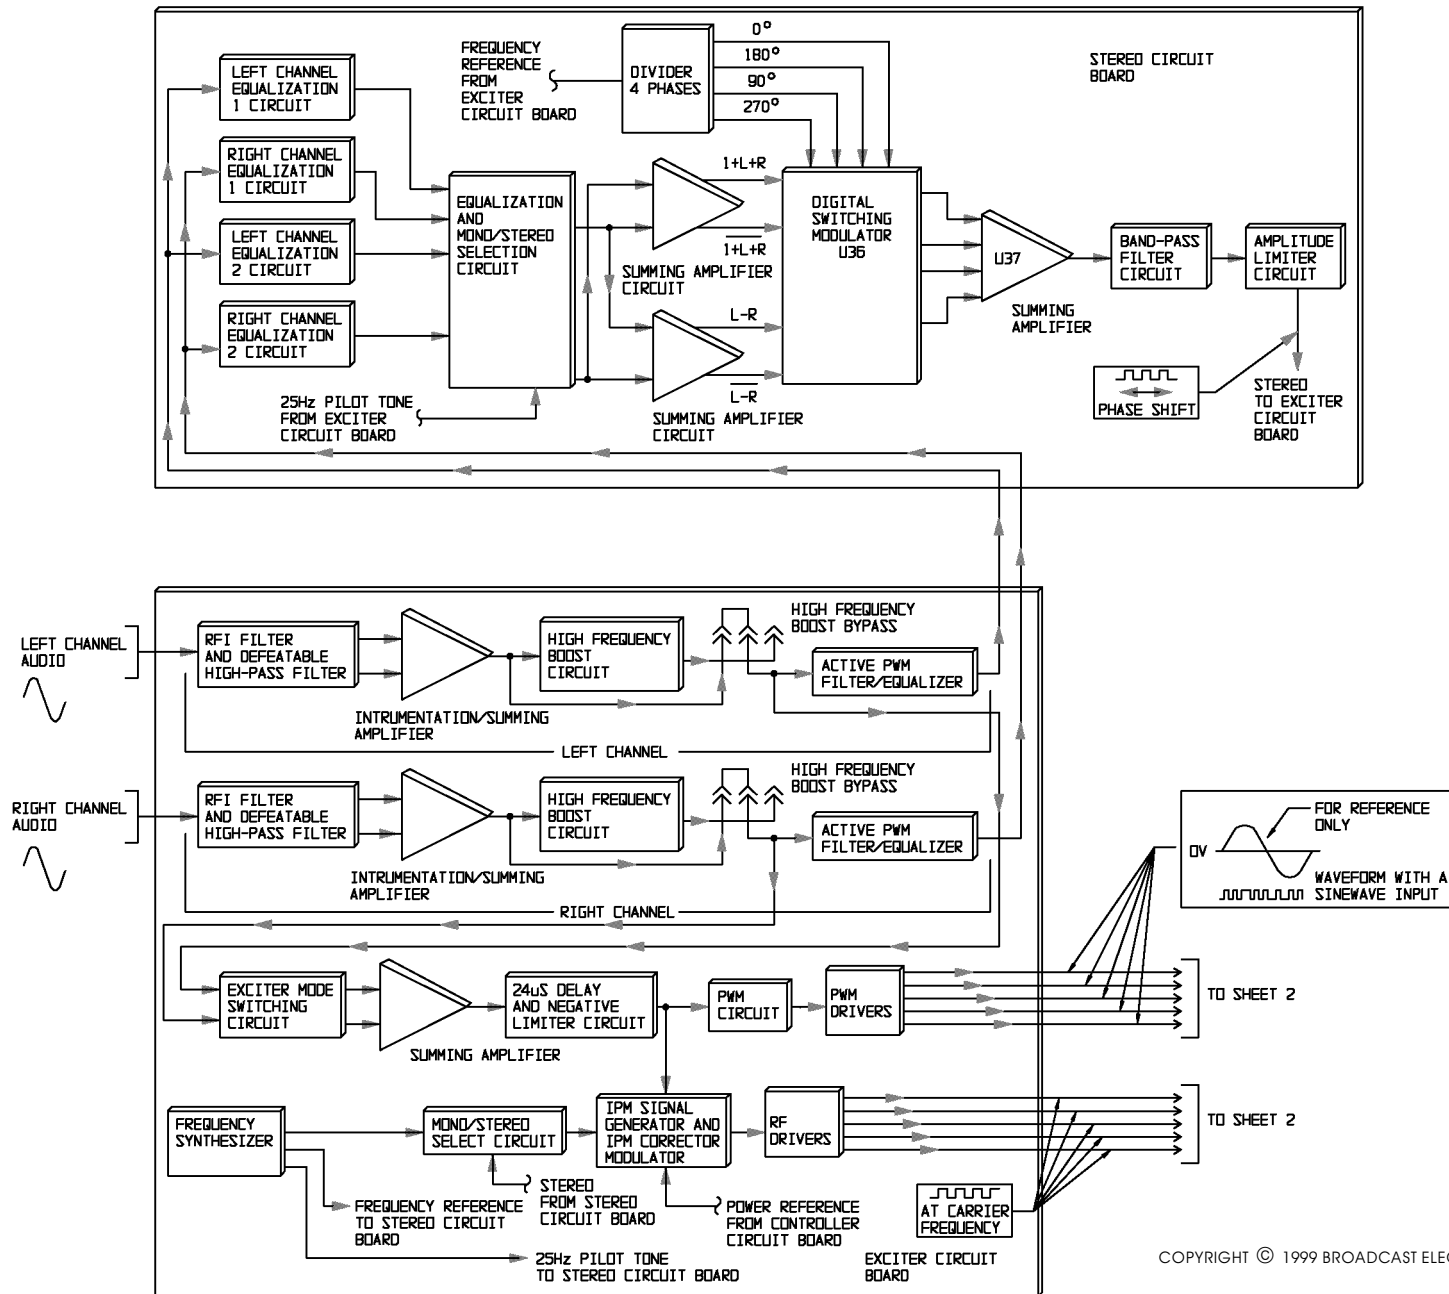 STEREO CIRCUIT
BOARD
FREQUENCY
REFERENCE
FROM
EXCITER
CIRCUIT BOARD
DIVIDER
4 PHASES
0°
180°
90°
270°
LEFT CHANNEL
EQUALIZATION
1 CIRCUIT
RIGHT CHANNEL
EQUALIZATION
1 CIRCUIT
LEFT CHANNEL
EQUALIZATION
2 CIRCUIT
RIGHT CHANNEL
EQUALIZATION
2 CIRCUIT
EQUALIZATION
AND
MONO/STEREO
SELECTION
CIRCUIT
25Hz PILOT TONE
FROM EXCITER
CIRCUIT BOARD
1+L+R
1+L+R
SUMMING AMPLIFIER
CIRCUIT
L-R
L-R
SUMMING AMPLIFIER
CIRCUIT
DIGITAL
SWITCHING
MODULATOR
U36
U37
SUMMING
AMPLIFIER
BAND-PASS
FILTER
CIRCUIT
AMPLITUDE
LIMITER
CIRCUIT
PHASE SHIFT
STEREO
TO EXCITER
CIRCUIT
BOARD
LEFT CHANNEL
AUDIO
RFI FILTER
AND DEFEATABLE
HIGH-PASS FILTER
INTRUMENTATION/SUMMING
AMPLIFIER
HIGH FREQUENCY
BOOST
CIRCUIT
HIGH FREQUENCY
BOOST BYPASS
ACTIVE PWM
FILTER/EQUALIZER
LEFT CHANNEL
RIGHT CHANNEL
AUDIO
RFI FILTER
AND DEFEATABLE
HIGH-PASS FILTER
INTRUMENTATION/SUMMING
AMPLIFIER
HIGH FREQUENCY
BOOST
CIRCUIT
HIGH FREQUENCY
BOOST BYPASS
ACTIVE PWM
FILTER/EQUALIZER
RIGHT CHANNEL
FOR REFERENCE
ONLY
0V
WAVEFORM WITH A
SINEWAVE INPUT
EXCITER MODE
SWITCHING
CIRCUIT
SUMMING AMPLIFIER
24uS DELAY
AND NEGATIVE
LIMITER CIRCUIT
PWM
CIRCUIT
PWM
DRIVERS
TO SHEET 2
FREQUENCY
SYNTHESIZER
MONO/STEREO
SELECT CIRCUIT
IPM SIGNAL
GENERATOR AND
IPM CORRECTOR
MODULATOR
RF
DRIVERS
TO SHEET 2
STEREO
FROM STEREO
CIRCUIT BOARD
POWER REFERENCE
FROM CONTROLLER
CIRCUIT BOARD
FREQUENCY REFERENCE
TO STEREO CIRCUIT
BOARD
25Hz PILOT TONE
TO STEREO CIRCUIT BOARD
AT CARRIER
FREQUENCY
EXCITER CIRCUIT
BOARD
COPYRIGHT © 1999 BROADCAST ELEC